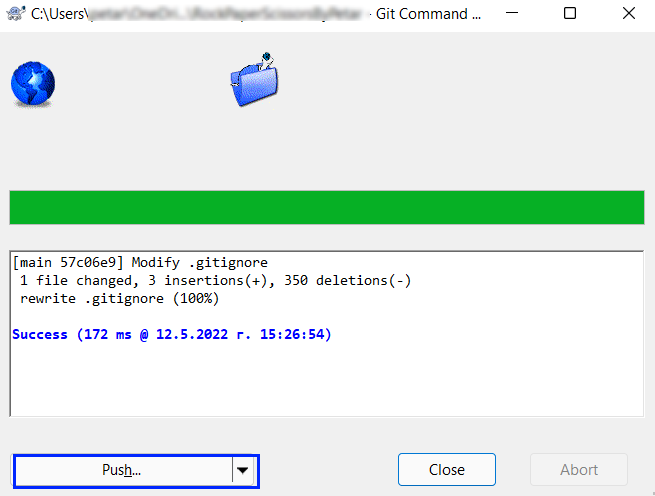 C:\Users\ - Git Command ...
[main 57c06e9] Modify .gitignore
1 file changed, 3 insertions(+), 350 deletions(-)
rewrite .gitignore (100%)
Success (172 ms @ 12.5.2022 г. 15:26:54)
Push...
Close
Abort